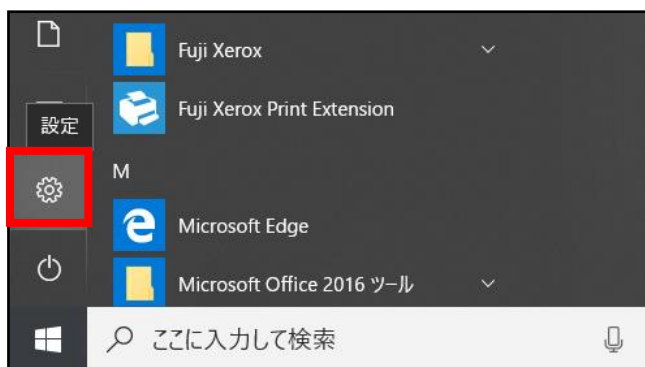 Fuji Xerox
Fuji Xerox Print Extension
設定
M
Microsoft Edge
Microsoft Office 2016 ツール
ここに入力して検索